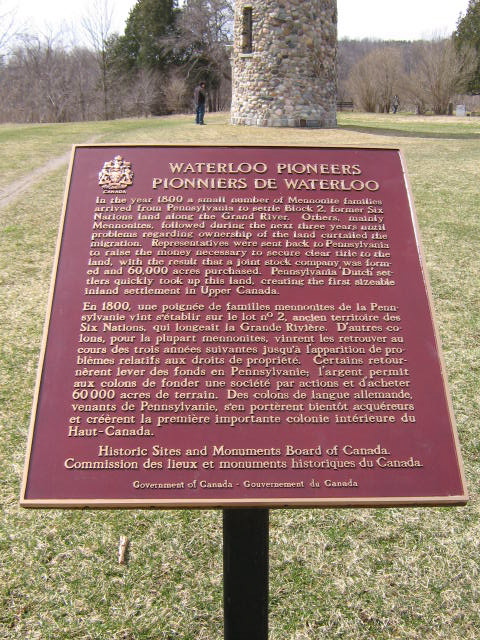 CANADA
WATERLOO PIONEERS
PIONNIERS DE WATERLOO
In the year 1800 a small number of Mennonite families
arrived from Pennsylvania to settle Block 2, former Six
Nations land along the Grand River. Others, mainly
Mennonites, followed during the next three years until
problems regarding ownership of the land curtailed the
migration. Representatives were sent back to Pennsylvania
to raise the money necessary to secure clear title to the
land, with the result that a joint stock company was form-
ed and 60,000 acres purchased. Pennsylvania Dutch set-
tlers quickly took up this land, creating the first sizeable
inland settlement in Upper Canada.
En 1800, une poignée de familles mennonites de la Penn-
sylvanie vint s'établir sur le lot nº 2, ancien territoire des
Six Nations, qui longeait la Grande Rivière. D'autres co-
lons, pour la plupart mennonites, vinrent les retrouver au
cours des trois années suivantes jusqu'à l'apparition de pro-
blèmes relatifs aux droits de propriété. Certains retour-
nèrent lever des fonds en Pennsylvanie; l'argent permit
aux colons de fonder une société par actions et d'acheter
60 000 acres de terrain. Des colons de langue allemande,
venants de Pennsylvanie, s'en portèrent bientôt acquéreurs
et créèrent la première importante colonie intérieure du
Haut-Canada.
Historic Sites and Monuments Board of Canada.
Commission des lieux et monuments historiques du Canada.
Government of Canada - Gouvernement du Canada